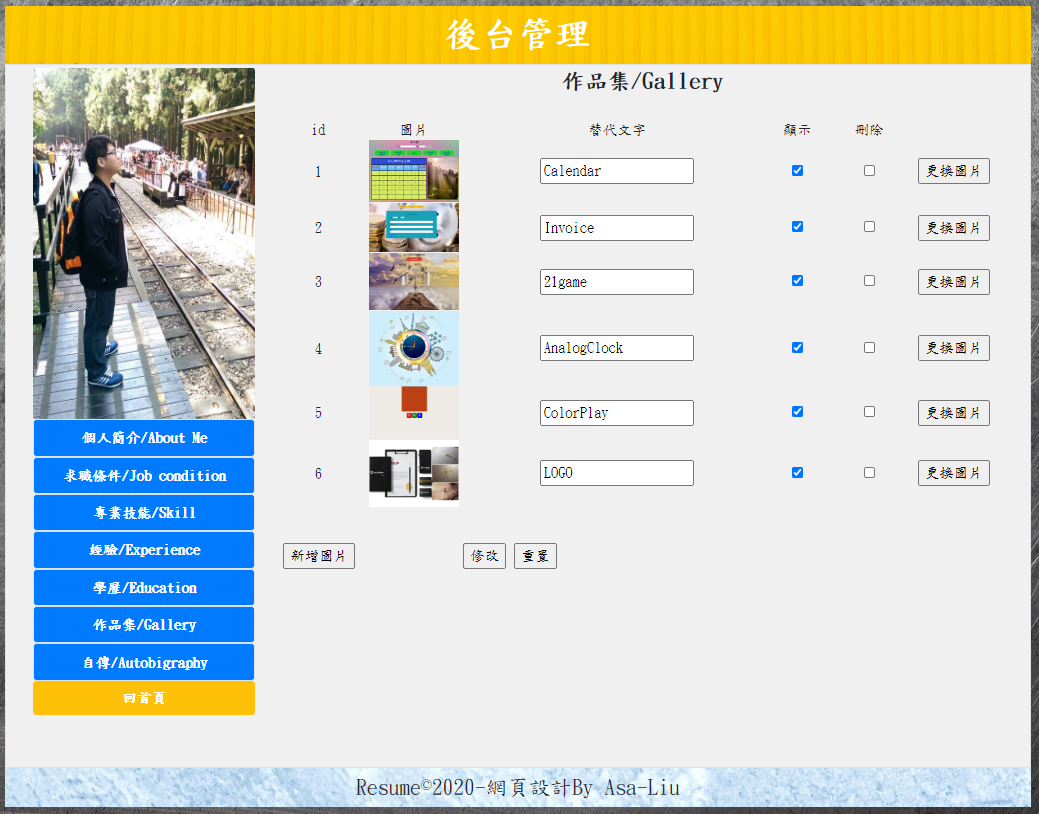 後台管理
作品集/Gallery
id 圖片 替代文字 顯示 刪除
1 Calendar 更換圖片
2 Invoice 更換圖片
3 21game 更換圖片
4 AnalogClock 更換圖片
5 ColorPlay 更換圖片
6 LOGO 更換圖片
新增圖片 修改 重置
個人簡介/About Me
求職條件/Job condition
專業技能/Skill
經驗/Experience
學歷/Education
作品集/Gallery
自傳/Autobigraphy
回首頁
Resume©2020-網頁設計By Asa-Liu